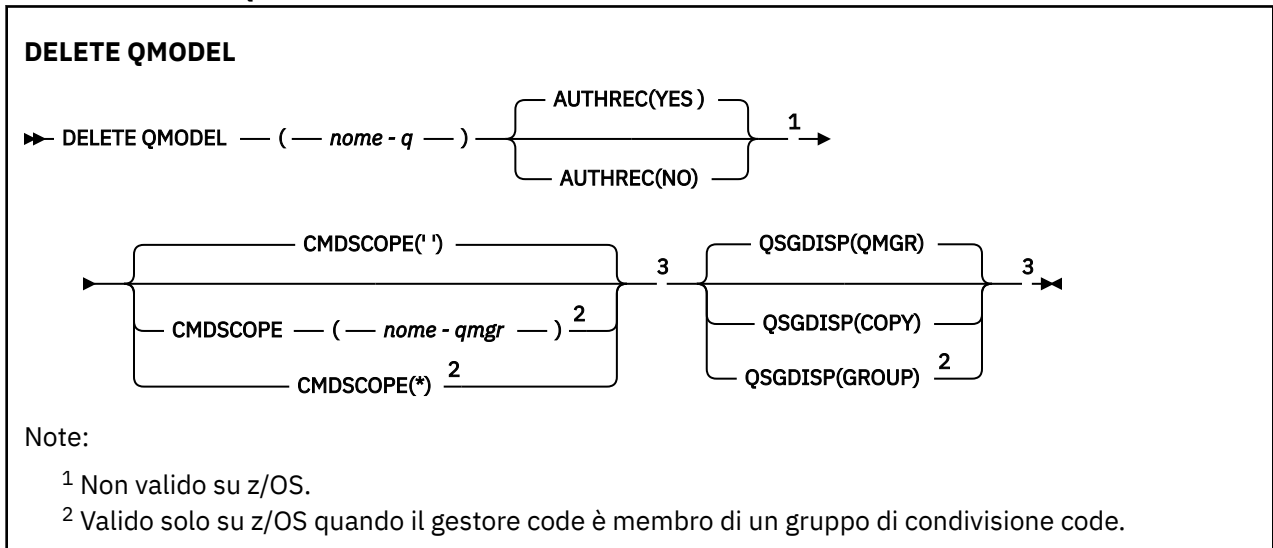 DELETE QMODEL
AUTHREC(YES )
DELETE QMODEL ( nome - q ) 1
AUTHREC(NO)
CMDSCOPE(' ') QSGDISP(QMGR)
3 3
CMDSCOPE ( nome - qmgr ) 2 QSGDISP(COPY)
CMDSCOPE(*) 2 QSGDISP(GROUP) 2
Note:
1 Non valido su z/OS.
2 Valido solo su z/OS quando il gestore code è membro di un gruppo di condivisione code.